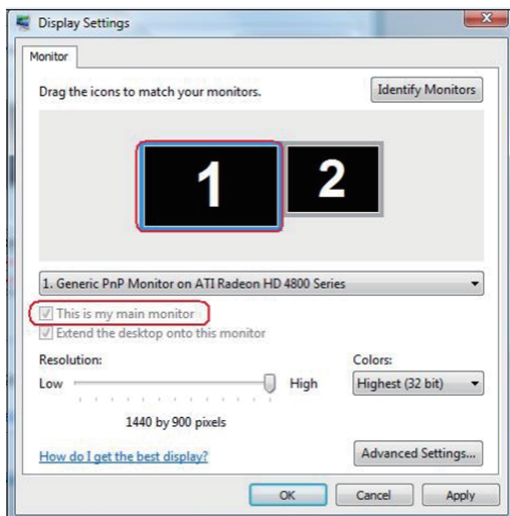 Display Settings
Monitor
Drag the icons to match your monitors.
Identify Monitors
1
2
1. Generic PnP Monitor on ATI Radeon HD 4800 Series
This is my main monitor
Extend the desktop onto this monitor
Resolution:
Colors:
Low
High
Highest (32 bit)
1440 by 900 pixels
How do I get the best display?
Advanced Settings...
OK
Cancel
Apply